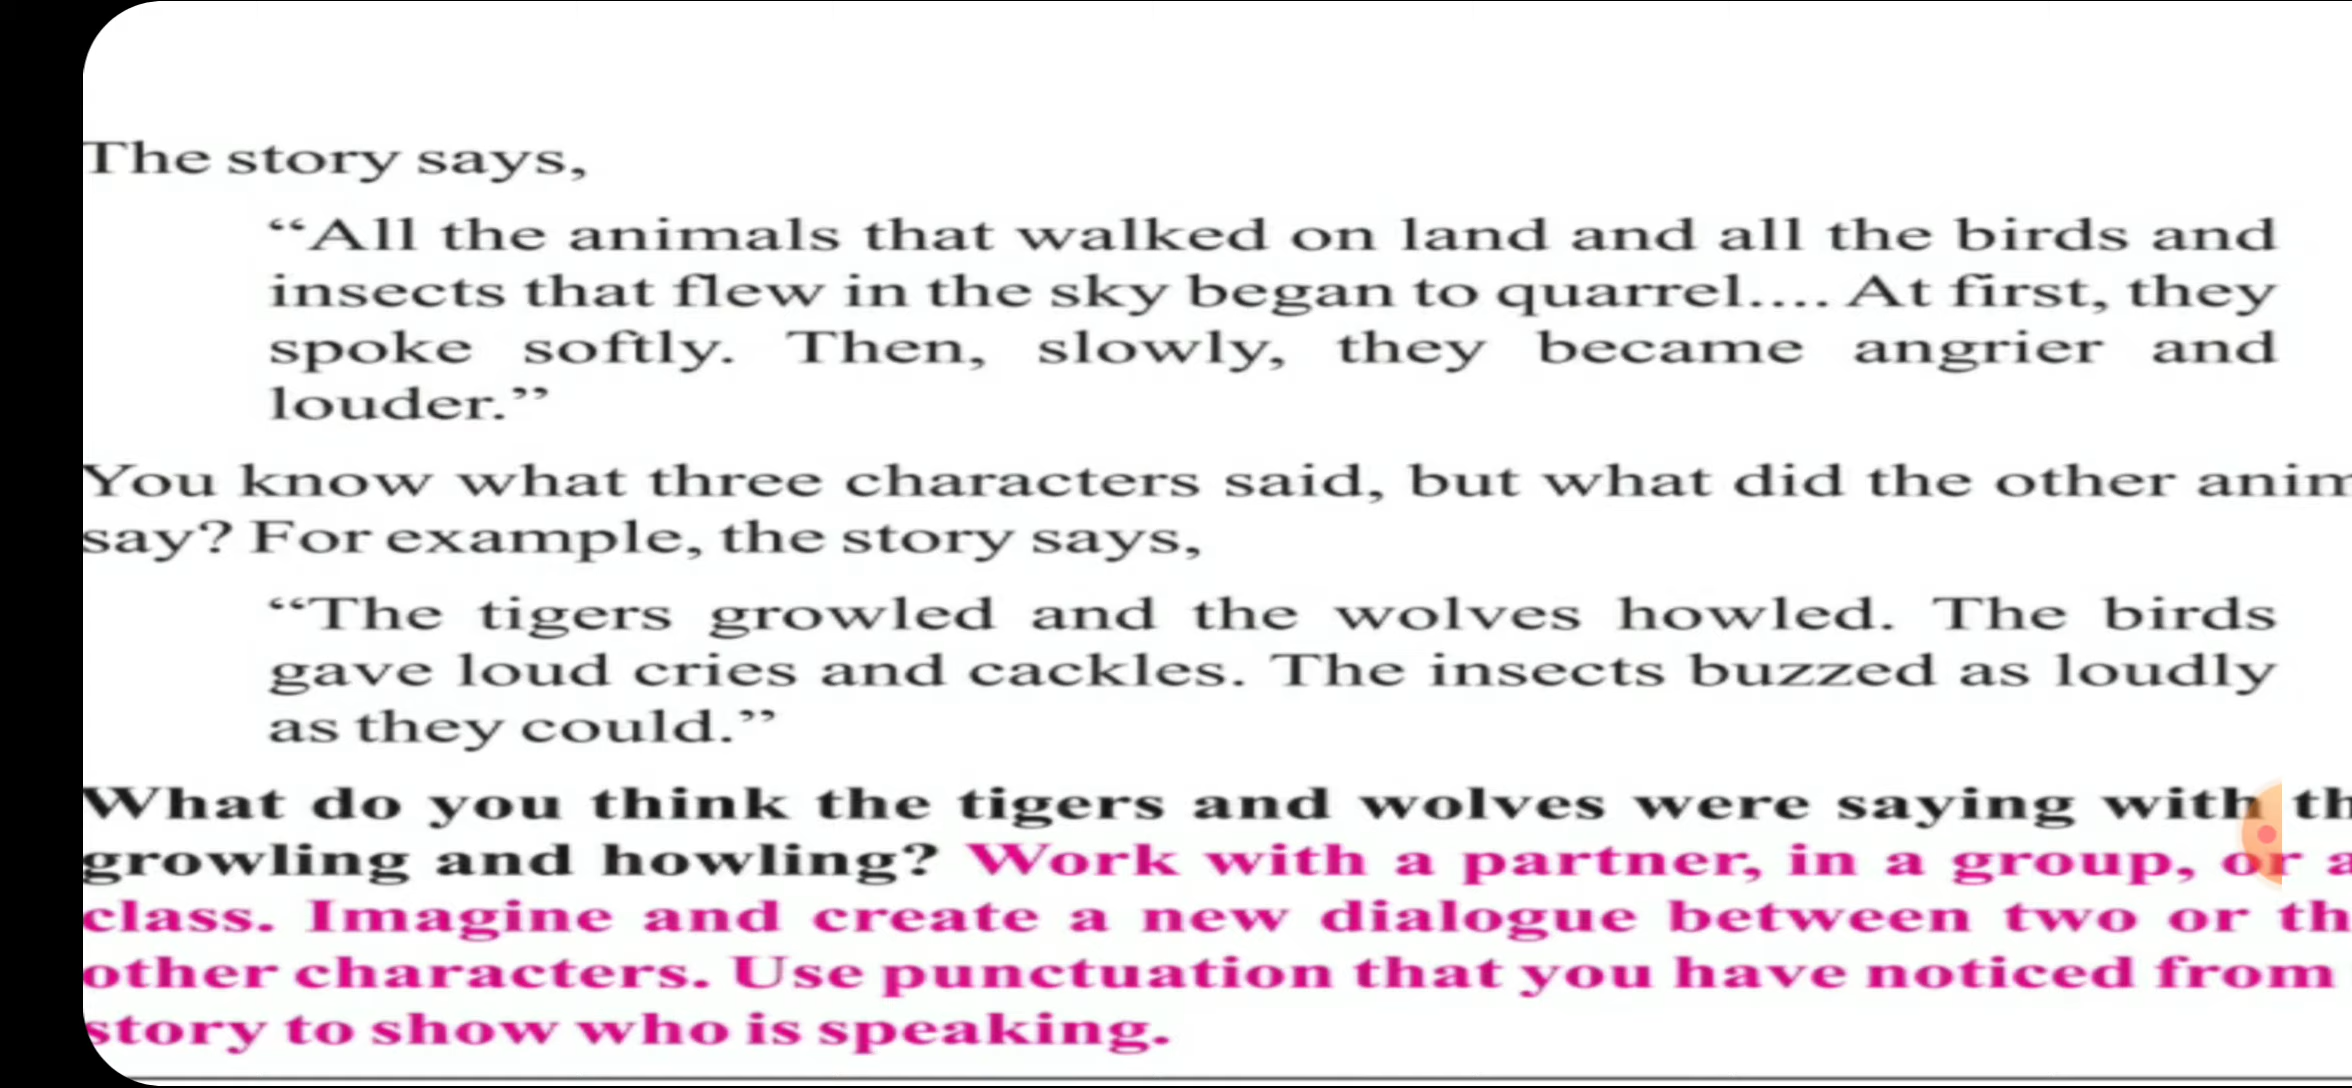 The story says,
“All the animals that walked on land and all the birds and
insects that flew in the sky began to quarrel.... At first, they
spoke softly. Then, slowly, they became angrier and
louder.”
You know what three characters said, but what did the other
say? For example, the story says,
“The tigers growled and the wolves howled. The birds
gave loud cries and cackles. The insects buzzed as loudly
as they could.”
What do you think the tigers and wolves were saying with
growling and howling? Work with a partner, in a group, or
class. Imagine and create a new dialogue between two or
other characters. Use punctuation that you have noticed from
story to show who is speaking.